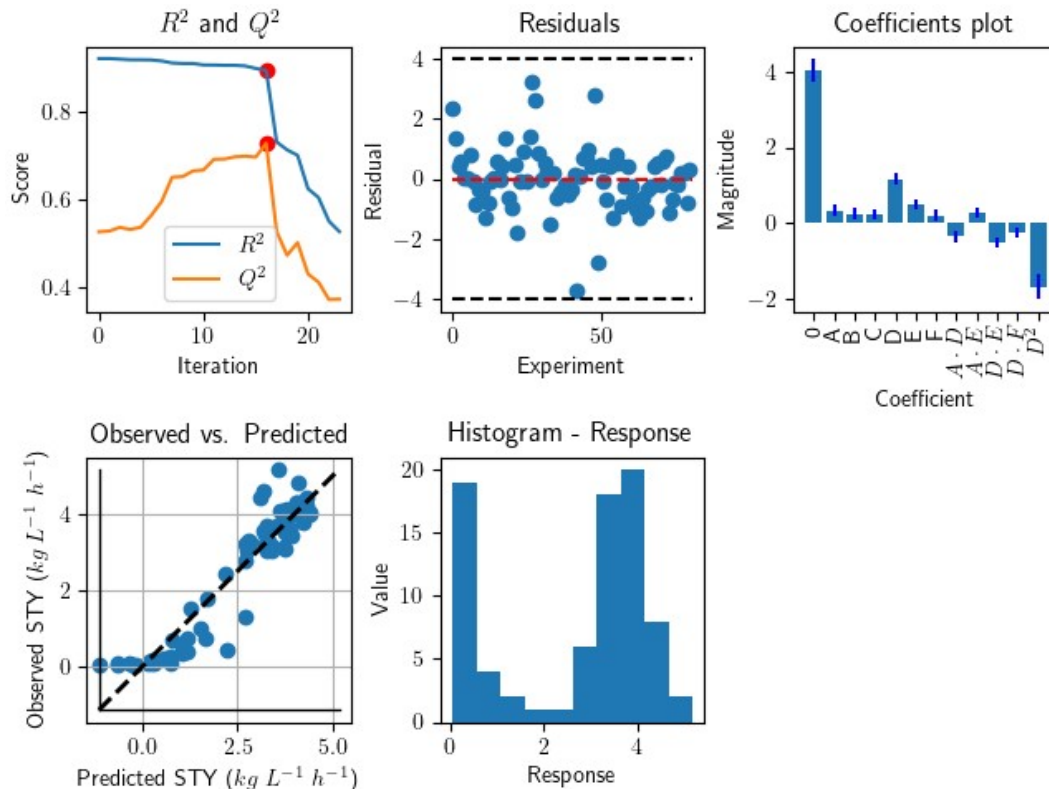 R² and Q²
Score
0.8
0.6
0.4
R²
Q²
0 10 20
Iteration
Residuals
Residual
4
2
0
−2
−4
0 50
Experiment
Coefficients plot
Magnitude
4
2
0
−2
0 A B C D E F A · D A · E D · E D · F D²
Coefficient
Observed vs. Predicted
Observed STY (kg L⁻¹ h⁻¹)
4
2
0
0.0 2.5 5.0
Predicted STY (kg L⁻¹ h⁻¹)
Histogram - Response
Value
20
15
10
5
0
0 2 4
Response